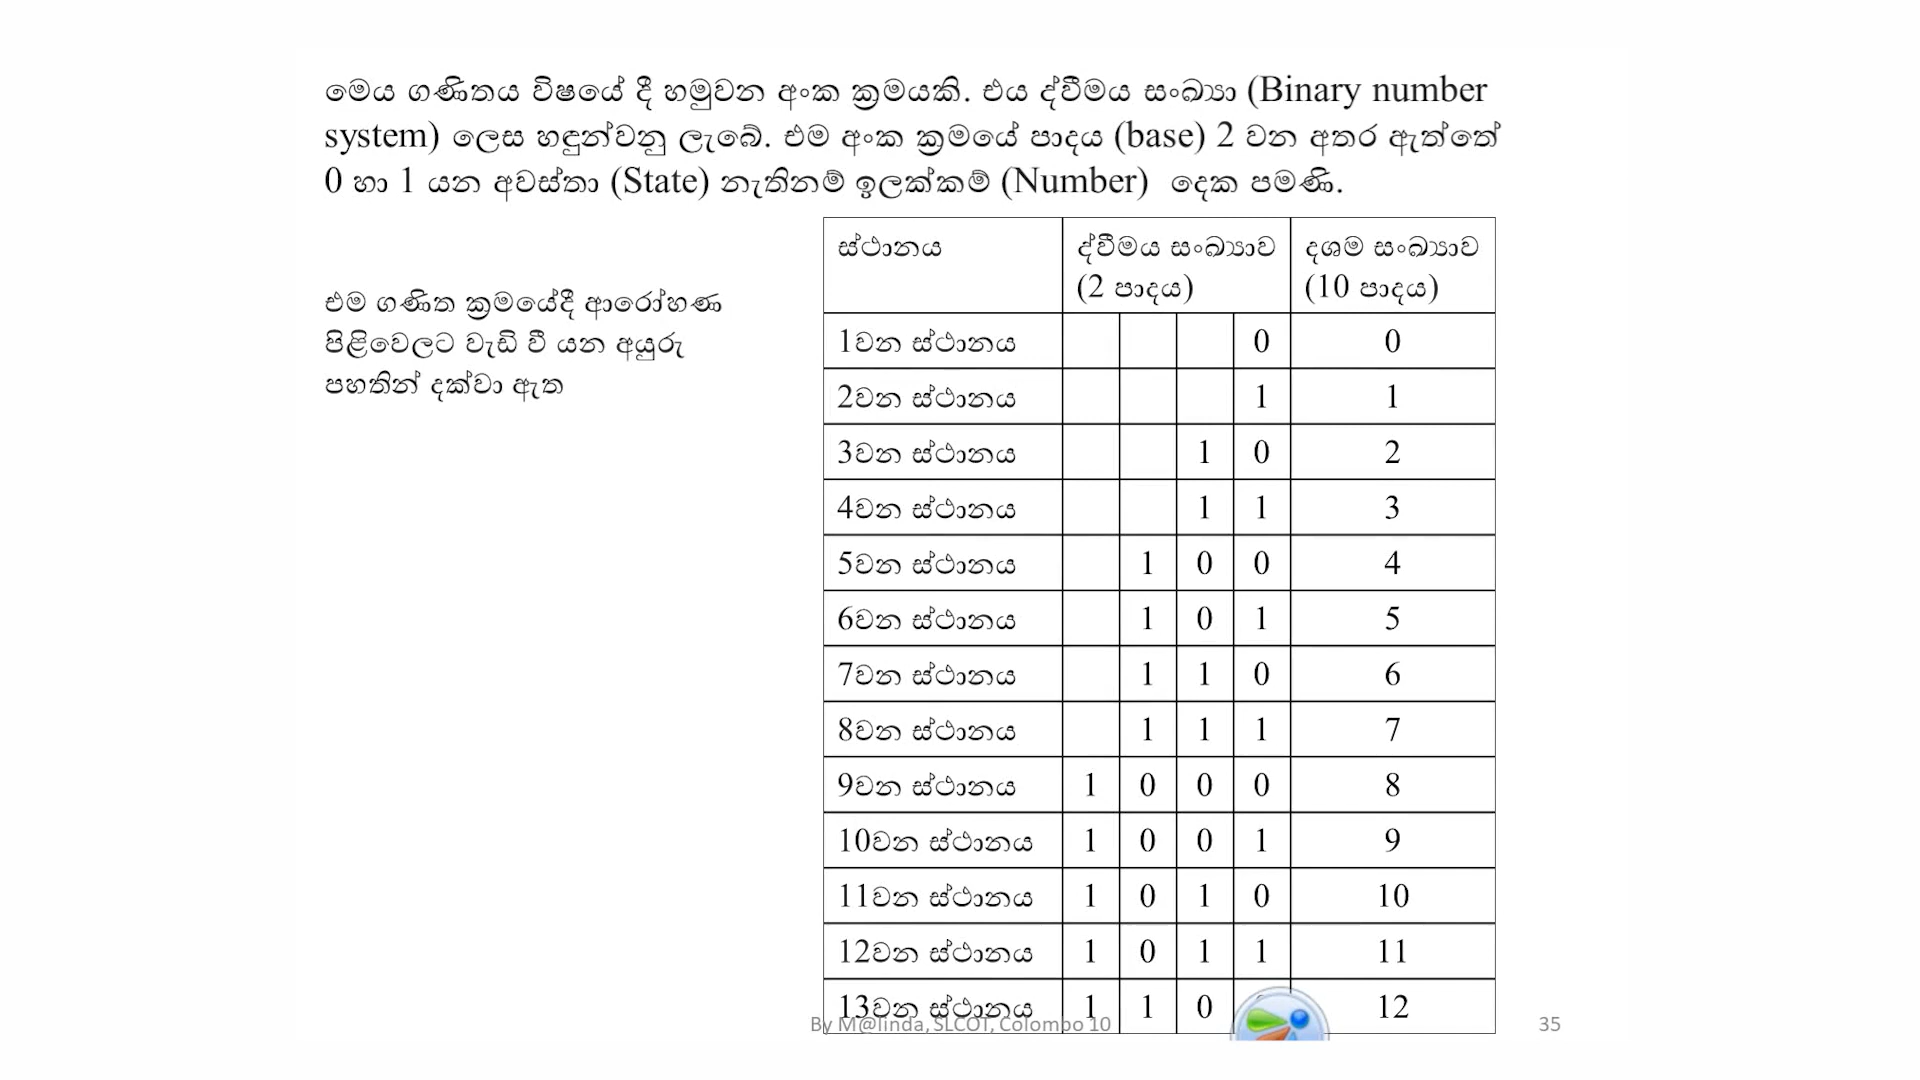 මෙය ගණිතය විෂයේ දී හමුවන අංක ක්‍රමයකි. එය ද්වීමය සංඛ්‍යා (Binary number
system) ලෙස හඳුන්වනු ලැබේ. එම අංක ක්‍රමයේ පාදය (base) 2 වන අතර ඇත්තේ
0 හා 1 යන අවස්තා (State) නැතිනම් ඉලක්කම් (Number) දෙක පමණි.
එම ගණිත ක්‍රමයේදී ආරෝහණ
පිළිවෙලට වැඩි වී යන අයුරු
පහතින් දක්වා ඇත
ස්ථානය ද්වීමය සංඛ්‍යාව දශම සංඛ්‍යාව
(2 පාදය) (10 පාදය)
1වන ස්ථානය 0 0
2වන ස්ථානය 1 1
3වන ස්ථානය 1 0 2
4වන ස්ථානය 1 1 3
5වන ස්ථානය 1 0 0 4
6වන ස්ථානය 1 0 1 5
7වන ස්ථානය 1 1 0 6
8වන ස්ථානය 1 1 1 7
9වන ස්ථානය 1 0 0 0 8
10වන ස්ථානය 1 0 0 1 9
11වන ස්ථානය 1 0 1 0 10
12වන ස්ථානය 1 0 1 1 11
13වන ස්ථානය 1 1 0 12
By M@linda, SLCOT, Colombo 10 35